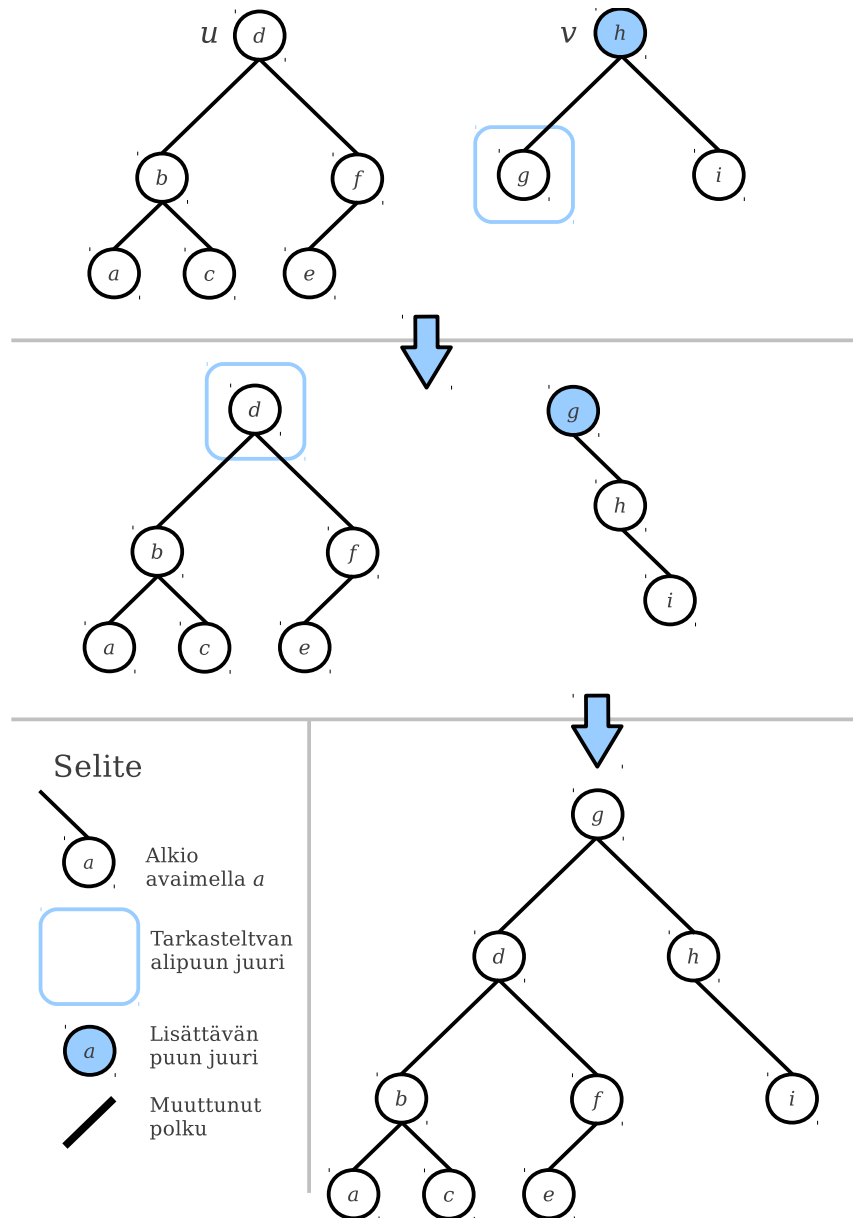 u d v h
b f g i
a c e
d g
b f h
a c e i
Selite
a Alkio
avaimella a
Tarkasteltvan
alipuun juuri
a Lisättävän
puun juuri
Muuttunut
polku
g
d h
b f i
a c e